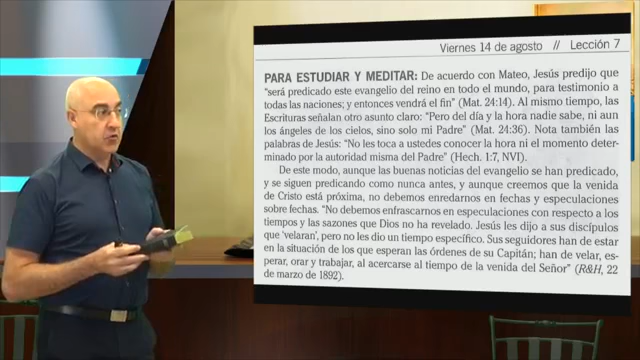 Viernes 14 de agosto // Lección 7
PARA ESTUDIAR Y MEDITAR: De acuerdo con Mateo, Jesús predijo que
“será predicado este evangelio del reino en todo el mundo, para testimonio a
todas las naciones; y entonces vendrá el fin” (Mat. 24:14). Al mismo tiempo, las
Escrituras señalan otro asunto claro: “Pero del día y la hora nadie sabe, ni aun
los ángeles de los cielos, sino solo mi Padre” (Mat. 24:36). Nota también las
palabras de Jesús: “No les toca a ustedes conocer la hora ni el momento deter-
minado por la autoridad misma del Padre” (Hech. 1:7, NVI).
De este modo, aunque las buenas noticias del evangelio se han predicado,
y se siguen predicando como nunca antes, y aunque creemos que la venida
de Cristo está próxima, no debemos enredarnos en fechas y especulaciones
sobre fechas. “No debemos enfrascarnos en especulaciones con respecto a los
tiempos y las sazones que Dios no ha revelado. Jesús les dijo a sus discípulos
que ‘velaran’, pero no les dio un tiempo específico. Sus seguidores han de estar
en la situación de los que esperan las órdenes de su Capitán; han de velar, es-
perar, orar y trabajar, al acercarse al tiempo de la venida del Señor” (R&H, 22
de marzo de 1892).